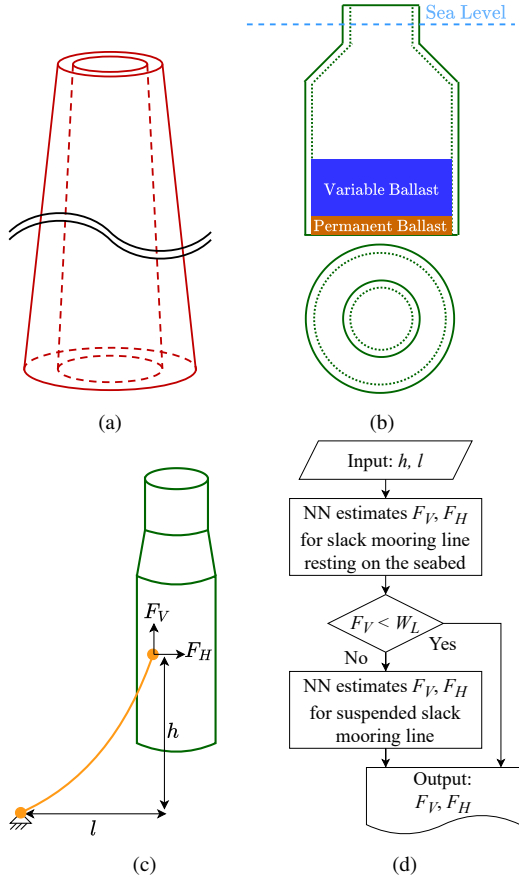 Sea Level
Variable Ballast
Permanent Ballast
(a)
(b)
F_V
F_H
h
l
(c)
Input: h, l
NN estimates F_V, F_H
for slack mooring line
resting on the seabed
F_V < W_L
Yes
No
NN estimates F_V, F_H
for suspended slack
mooring line
Output:
F_V, F_H
(d)